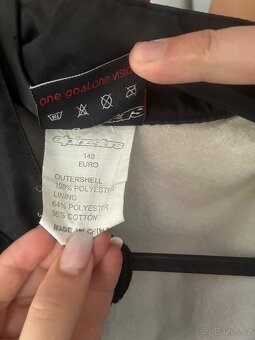 one goal:one vision
140
EURO
OUTERSHELL
100% POLYESTER
LINING
64% POLYESTER
36% COTTON
MADE IN CHINA